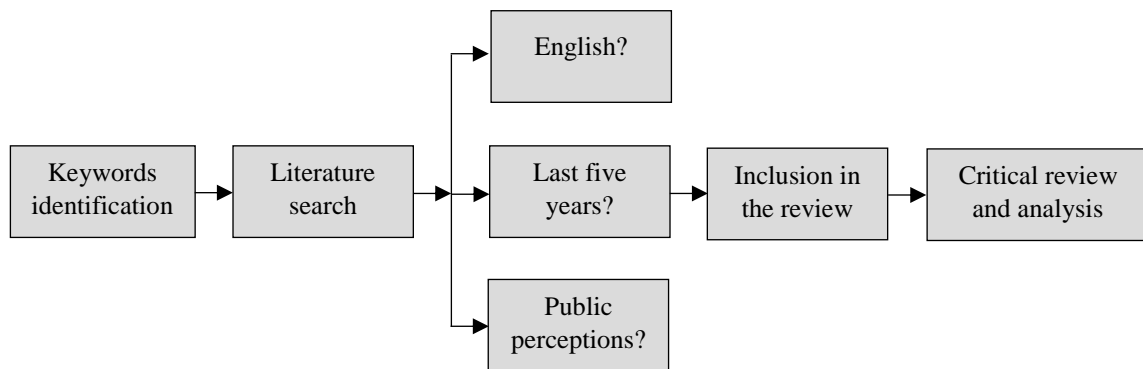 Keywords
identification
Literature
search
English?
Last five
years?
Public
perceptions?
Inclusion in
the review
Critical review
and analysis